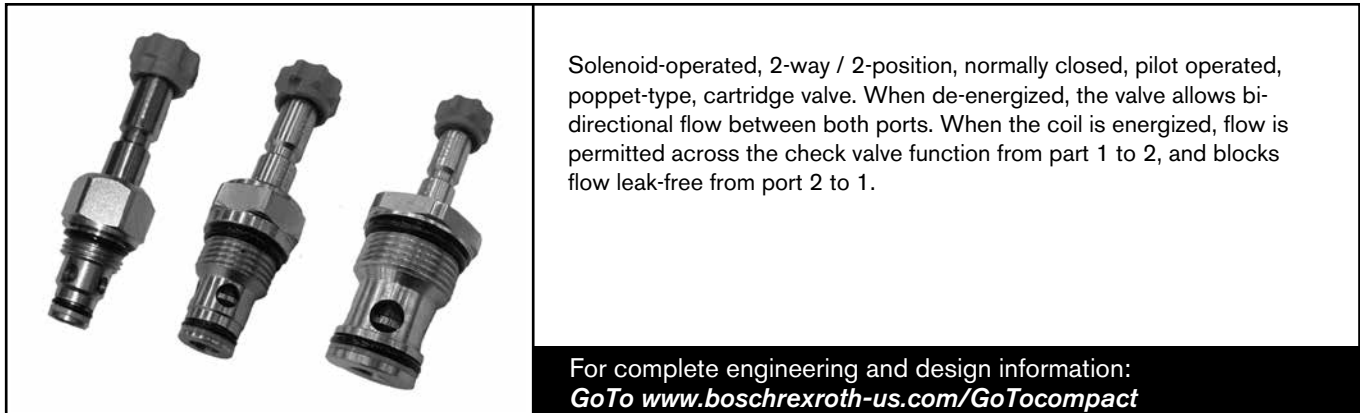 Solenoid-operated, 2-way / 2-position, normally closed, pilot operated,
poppet-type, cartridge valve. When de-energized, the valve allows bi-
directional flow between both ports. When the coil is energized, flow is
permitted across the check valve function from part 1 to 2, and blocks
flow leak-free from port 2 to 1.
For complete engineering and design information:
GoTo www.boschrexroth-us.com/GoTocompact